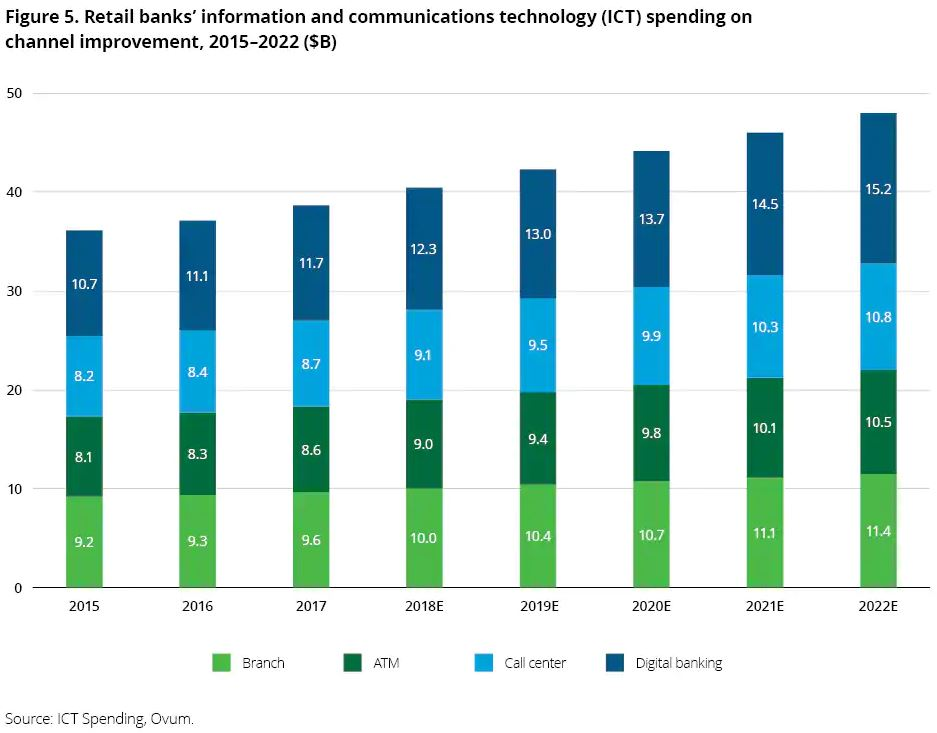 Figure 5. Retail banks’ information and communications technology (ICT) spending on
channel improvement, 2015–2022 ($B)
50
40
30
20
10
0
10.7 11.1 11.7 12.3 13.0 13.7 14.5 15.2
8.2 8.4 8.7 9.1 9.5 9.9 10.3 10.8
8.1 8.3 8.6 9.0 9.4 9.8 10.1 10.5
9.2 9.3 9.6 10.0 10.4 10.7 11.1 11.4
2015 2016 2017 2018E 2019E 2020E 2021E 2022E
Branch ATM Call center Digital banking
Source: ICT Spending, Ovum.